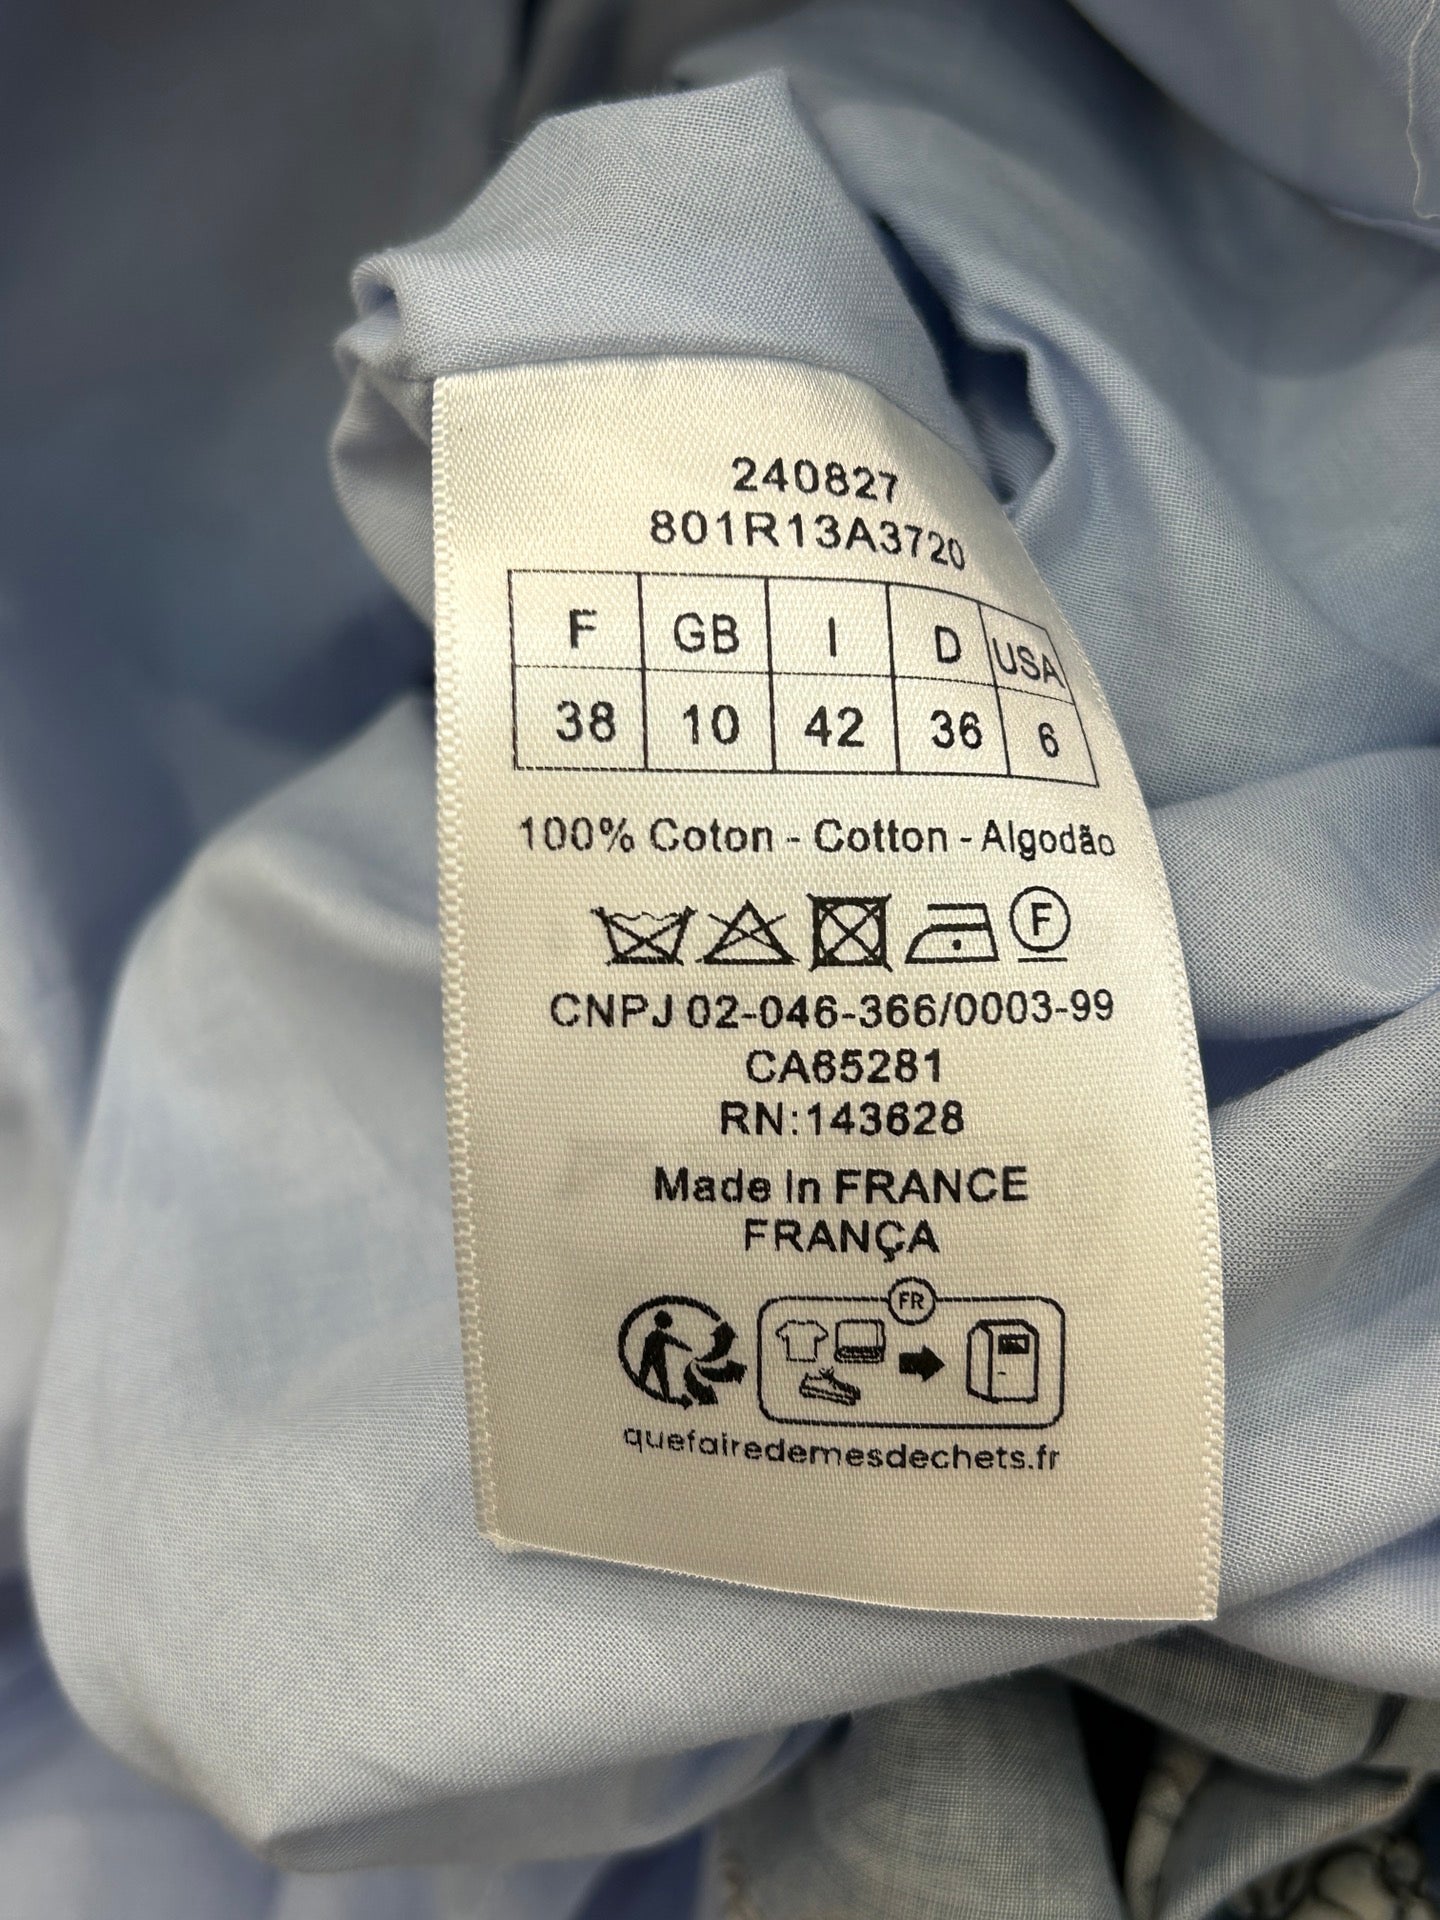 240827
801R13A3720
F GB I D USA
38 10 42 36 6
100% Coton - Cotton - Algodão
F
CNPJ 02-046-366/0003-99
CA65281
RN:143628
Made In FRANCE
FRANÇA
FR
quefairedemesdechets.fr